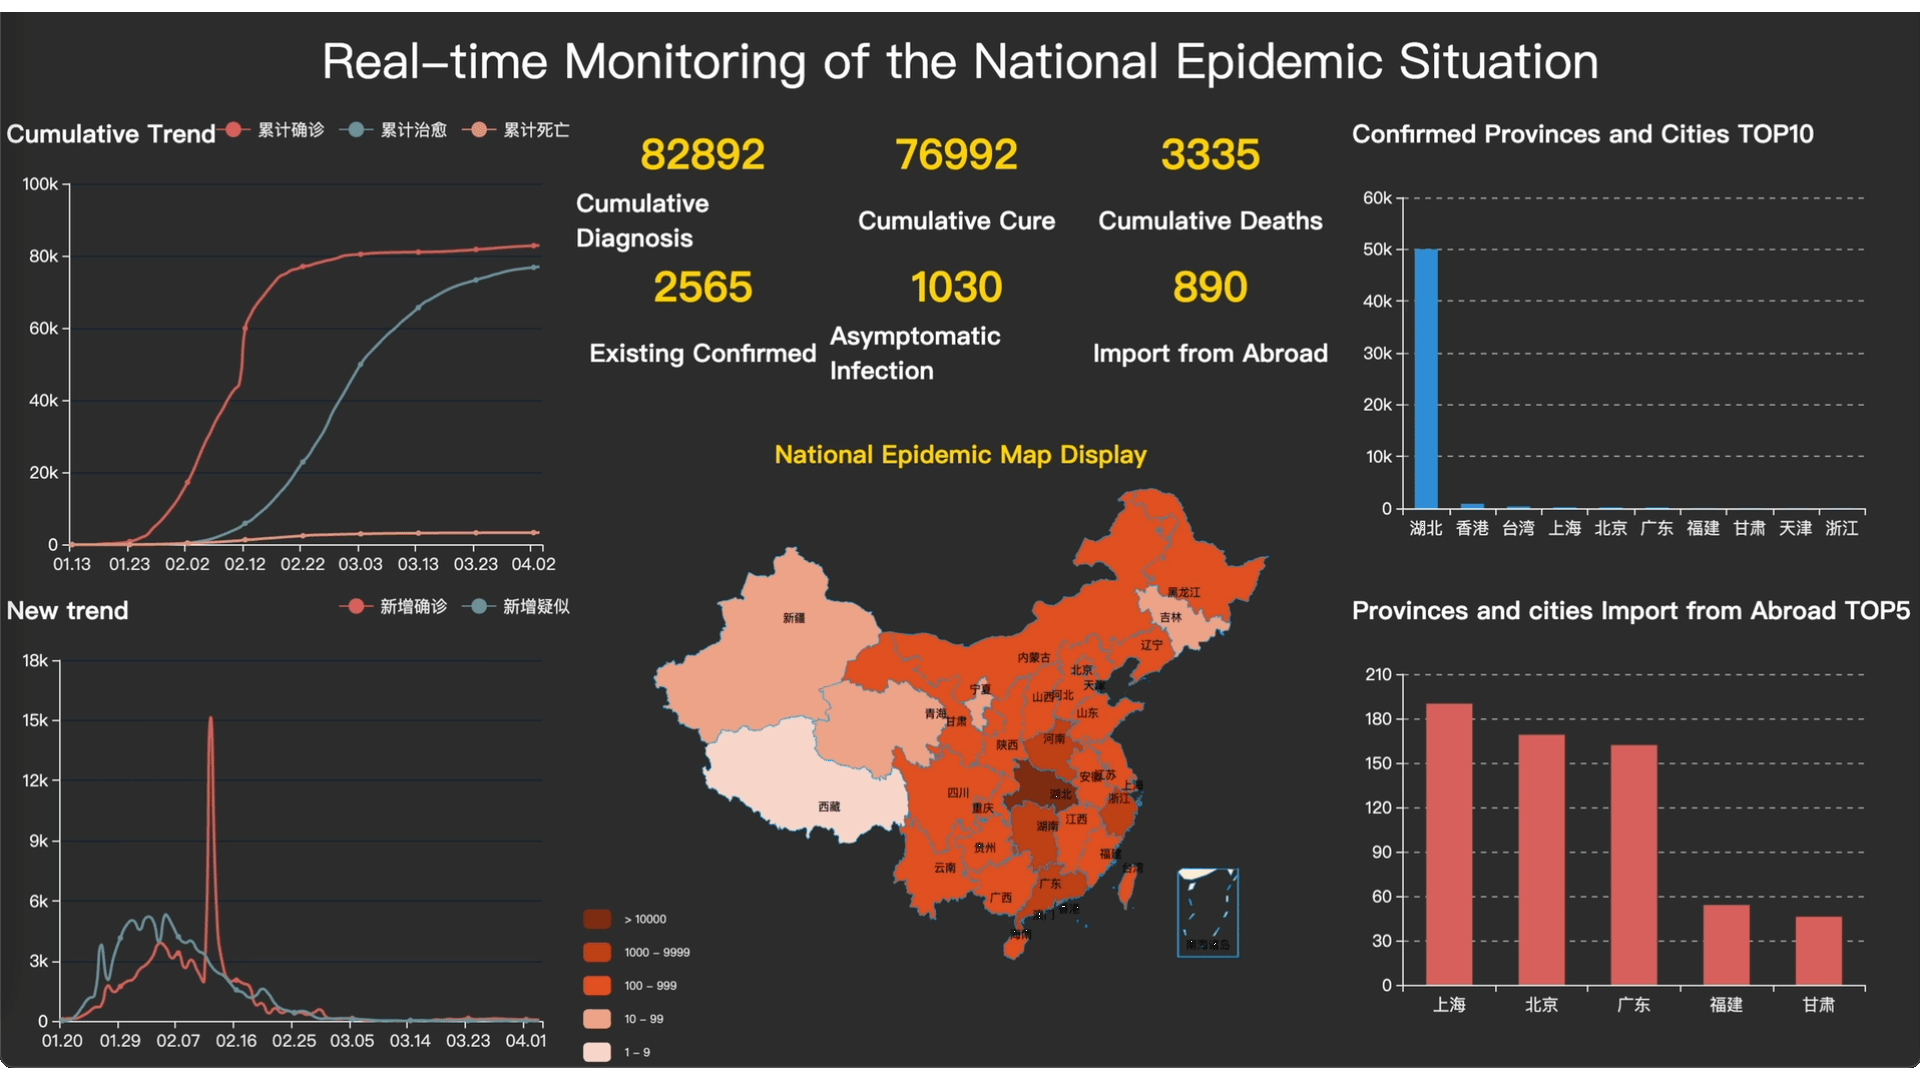 Real-time Monitoring of the National Epidemic Situation
Cumulative Trend
累计确诊
累计治愈
累计死亡
100k
80k
60k
40k
20k
0
01.13
01.23
02.02
02.12
02.22
03.03
03.13
03.23
04.02
New trend
新增确诊
新增疑似
18k
15k
12k
9k
6k
3k
0
01.20
01.29
02.07
02.16
02.25
03.05
03.14
03.23
04.01
82892
Cumulative
Diagnosis
76992
Cumulative Cure
3335
Cumulative Deaths
2565
Existing Confirmed
1030
Asymptomatic
Infection
890
Import from Abroad
National Epidemic Map Display
黑龙江
吉林
新疆
辽宁
内蒙古
北京
天津
宁夏
山西
河北
青海
甘肃
山东
河南
陕西
安徽
江苏
上海
四川
湖北
浙江
西藏
重庆
江西
湖南
贵州
福建
云南
台湾
广东
广西
香港
澳门
海南
南海诸岛
> 10000
1000 - 9999
100 - 999
10 - 99
1 - 9
Confirmed Provinces and Cities TOP10
60k
50k
40k
30k
20k
10k
0
湖北
香港
台湾
上海
北京
广东
福建
甘肃
天津
浙江
Provinces and cities Import from Abroad TOP5
210
180
150
120
90
60
30
0
上海
北京
广东
福建
甘肃